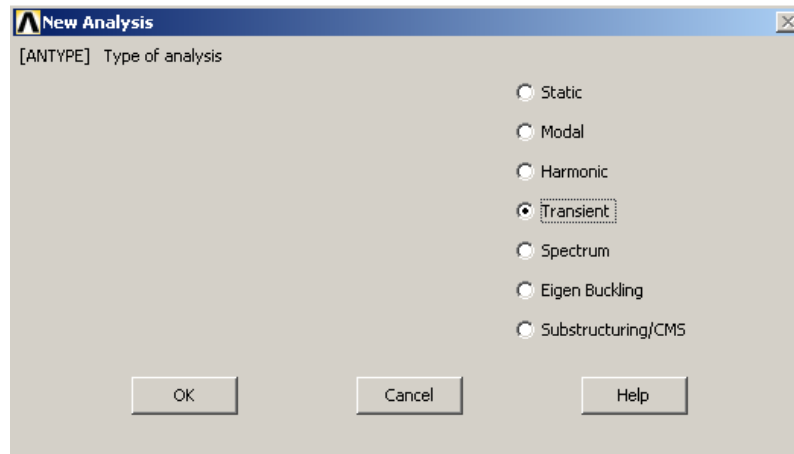 New Analysis
[ANTYPE] Type of analysis
Static
Modal
Harmonic
Transient
Spectrum
Eigen Buckling
Substructuring/CMS
OK Cancel Help